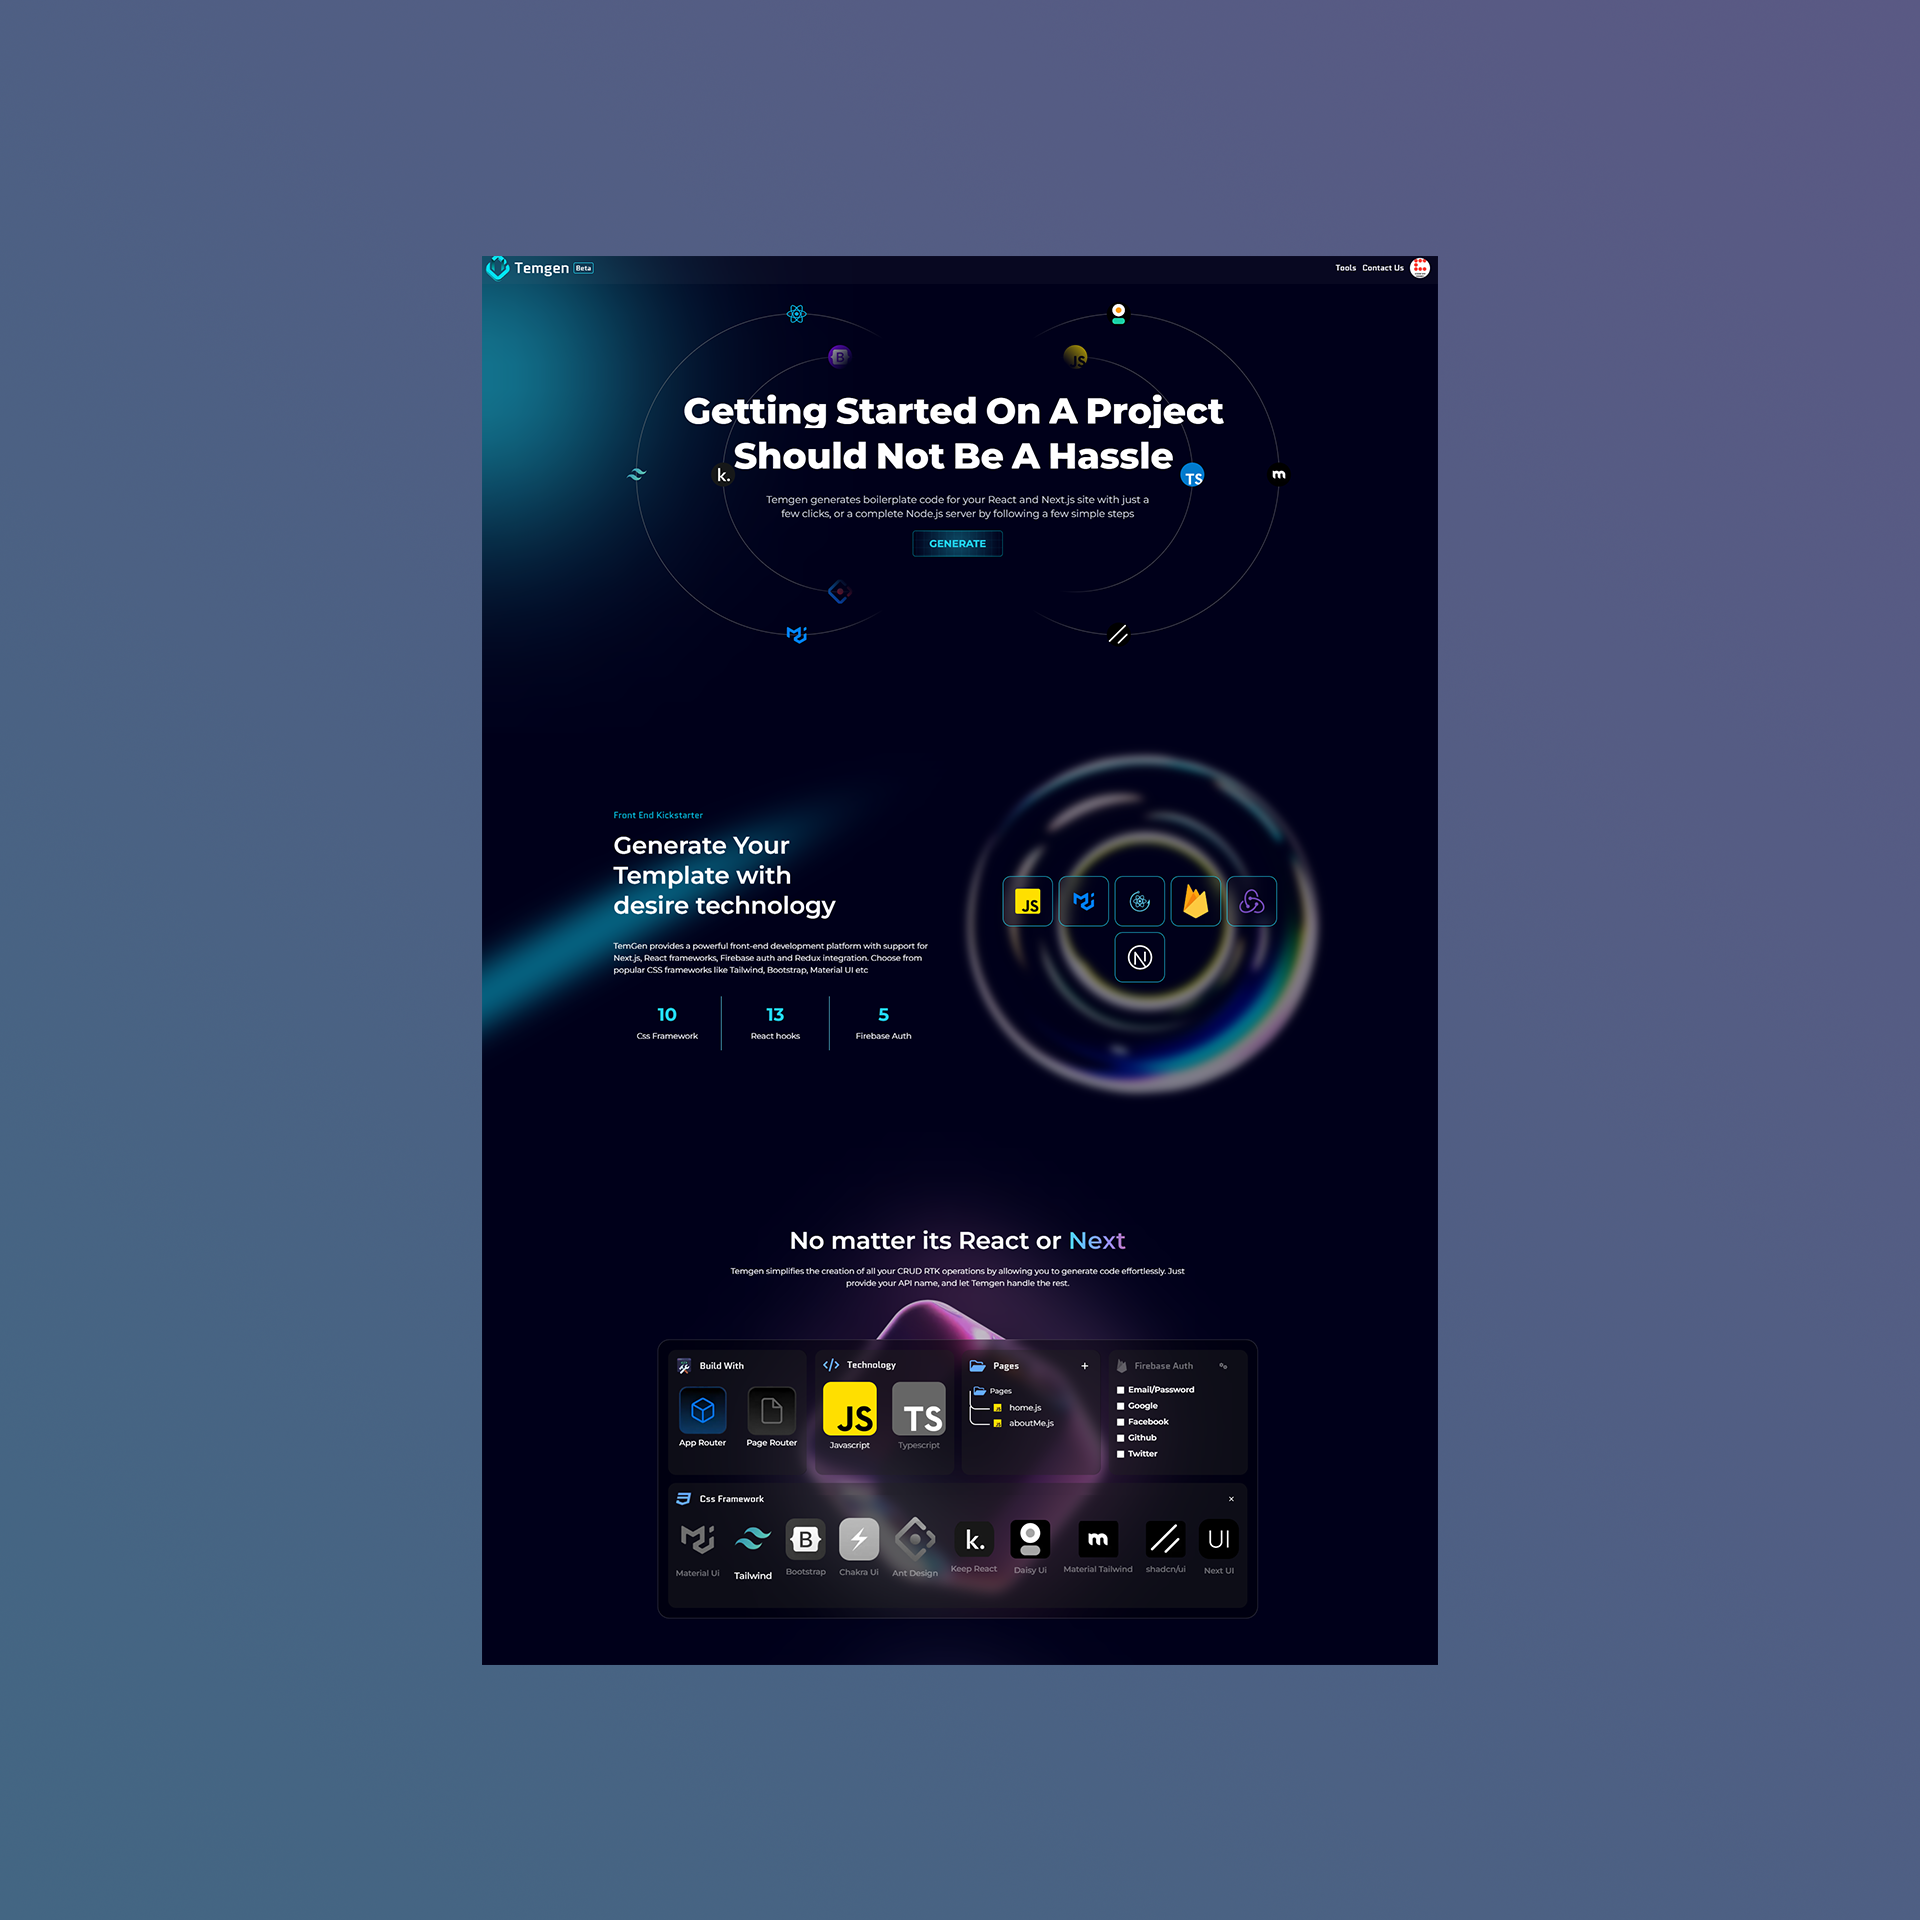 Temgen Beta
Tools Contact Us
B
JS
Getting Started On A Project
Should Not Be A Hassle
k.
TS
m
Temgen generates boilerplate code for your React and Next.js site with just a
few clicks, or a complete Node.js server by following a few simple steps
GENERATE
Front End Kickstarter
Generate Your
Template with
desire technology
TemGen provides a powerful front-end development platform with support for
Next.js, React frameworks, Firebase auth and Redux integration. Choose from
popular CSS frameworks like Tailwind, Bootstrap, Material UI etc
10
Css Framework
13
React hooks
5
Firebase Auth
JS
N
No matter its React or Next
Temgen simplifies the creation of all your CRUD RTK operations by allowing you to generate code effortlessly. Just
provide your API name, and let Temgen handle the rest.
Build With
App Router
Page Router
Technology
JS
Javascript
TS
Typescript
Pages +
Pages
home.js
aboutMe.js
Firebase Auth
Email/Password
Google
Facebook
Github
Twitter
Css Framework
Material Ui
Tailwind
B
Bootstrap
Chakra Ui
Ant Design
k.
Keep React
Daisy Ui
m
Material Tailwind
shadcn/ui
UI
Next UI